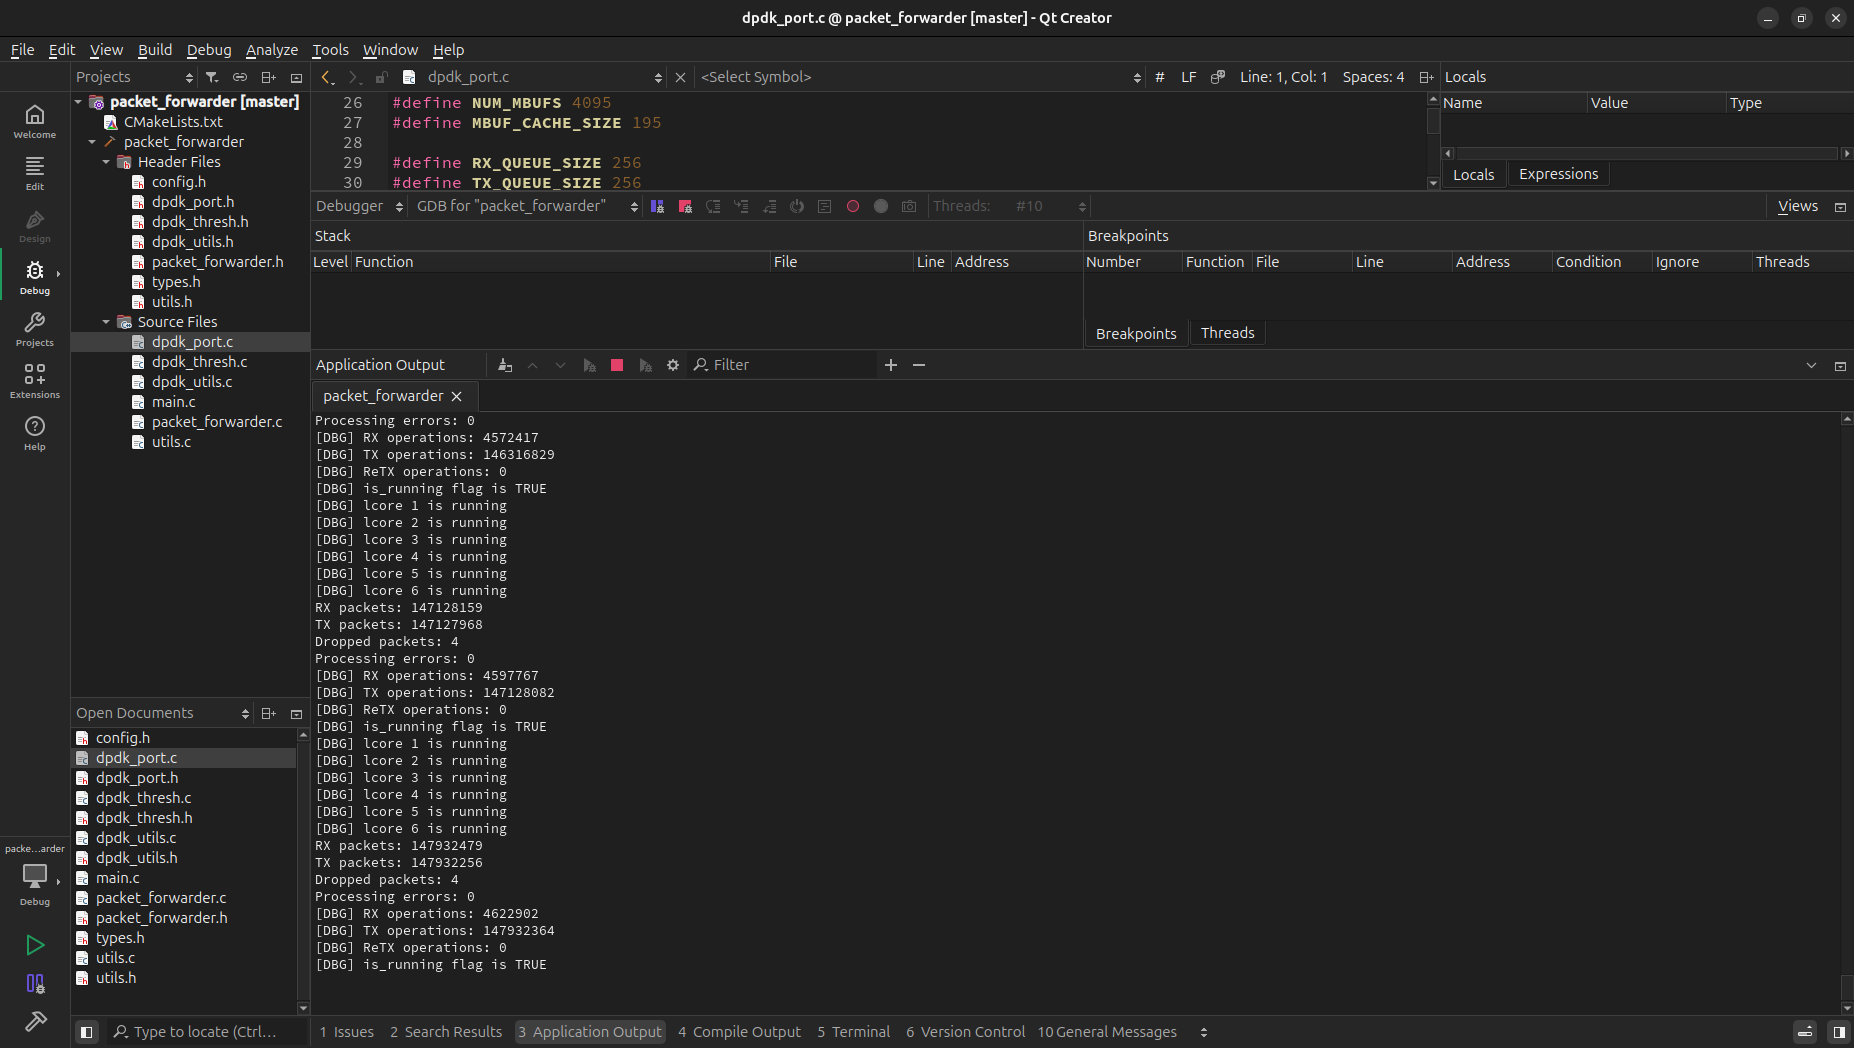 dpdk_port.c @ packet_forwarder [master] - Qt Creator
File Edit View Build Debug Analyze Tools Window Help
Projects
dpdk_port.c
<Select Symbol>
# LF Line: 1, Col: 1 Spaces: 4
Locals
Welcome
Edit
Design
Debug
Projects
Extensions
Help
packet_forwarder [master]
CMakeLists.txt
packet_forwarder
Header Files
config.h
dpdk_port.h
dpdk_thresh.h
dpdk_utils.h
packet_forwarder.h
types.h
utils.h
Source Files
dpdk_port.c
dpdk_thresh.c
dpdk_utils.c
main.c
packet_forwarder.c
utils.c
26 #define NUM_MBUFS 4095
27 #define MBUF_CACHE_SIZE 195
28
29 #define RX_QUEUE_SIZE 256
30 #define TX_QUEUE_SIZE 256
Name Value Type
Locals Expressions
Debugger GDB for "packet_forwarder" Threads: #10 Views
Stack
Level Function File Line Address
Breakpoints
Number Function File Line Address Condition Ignore Threads
Breakpoints Threads
Application Output Filter
packet_forwarder
Processing errors: 0
[DBG] RX operations: 4572417
[DBG] TX operations: 146316829
[DBG] ReTX operations: 0
[DBG] is_running flag is TRUE
[DBG] lcore 1 is running
[DBG] lcore 2 is running
[DBG] lcore 3 is running
[DBG] lcore 4 is running
[DBG] lcore 5 is running
[DBG] lcore 6 is running
RX packets: 147128159
TX packets: 147127968
Dropped packets: 4
Processing errors: 0
[DBG] RX operations: 4597767
[DBG] TX operations: 147128082
[DBG] ReTX operations: 0
[DBG] is_running flag is TRUE
[DBG] lcore 1 is running
[DBG] lcore 2 is running
[DBG] lcore 3 is running
[DBG] lcore 4 is running
[DBG] lcore 5 is running
[DBG] lcore 6 is running
RX packets: 147932479
TX packets: 147932256
Dropped packets: 4
Processing errors: 0
[DBG] RX operations: 4622902
[DBG] TX operations: 147932364
[DBG] ReTX operations: 0
[DBG] is_running flag is TRUE
Open Documents
config.h
dpdk_port.c
dpdk_port.h
dpdk_thresh.c
dpdk_thresh.h
dpdk_utils.c
dpdk_utils.h
main.c
packet_forwarder.c
packet_forwarder.h
types.h
utils.c
utils.h
packe...arder
Debug
Type to locate (Ctrl...
1 Issues 2 Search Results 3 Application Output 4 Compile Output 5 Terminal 6 Version Control 10 General Messages